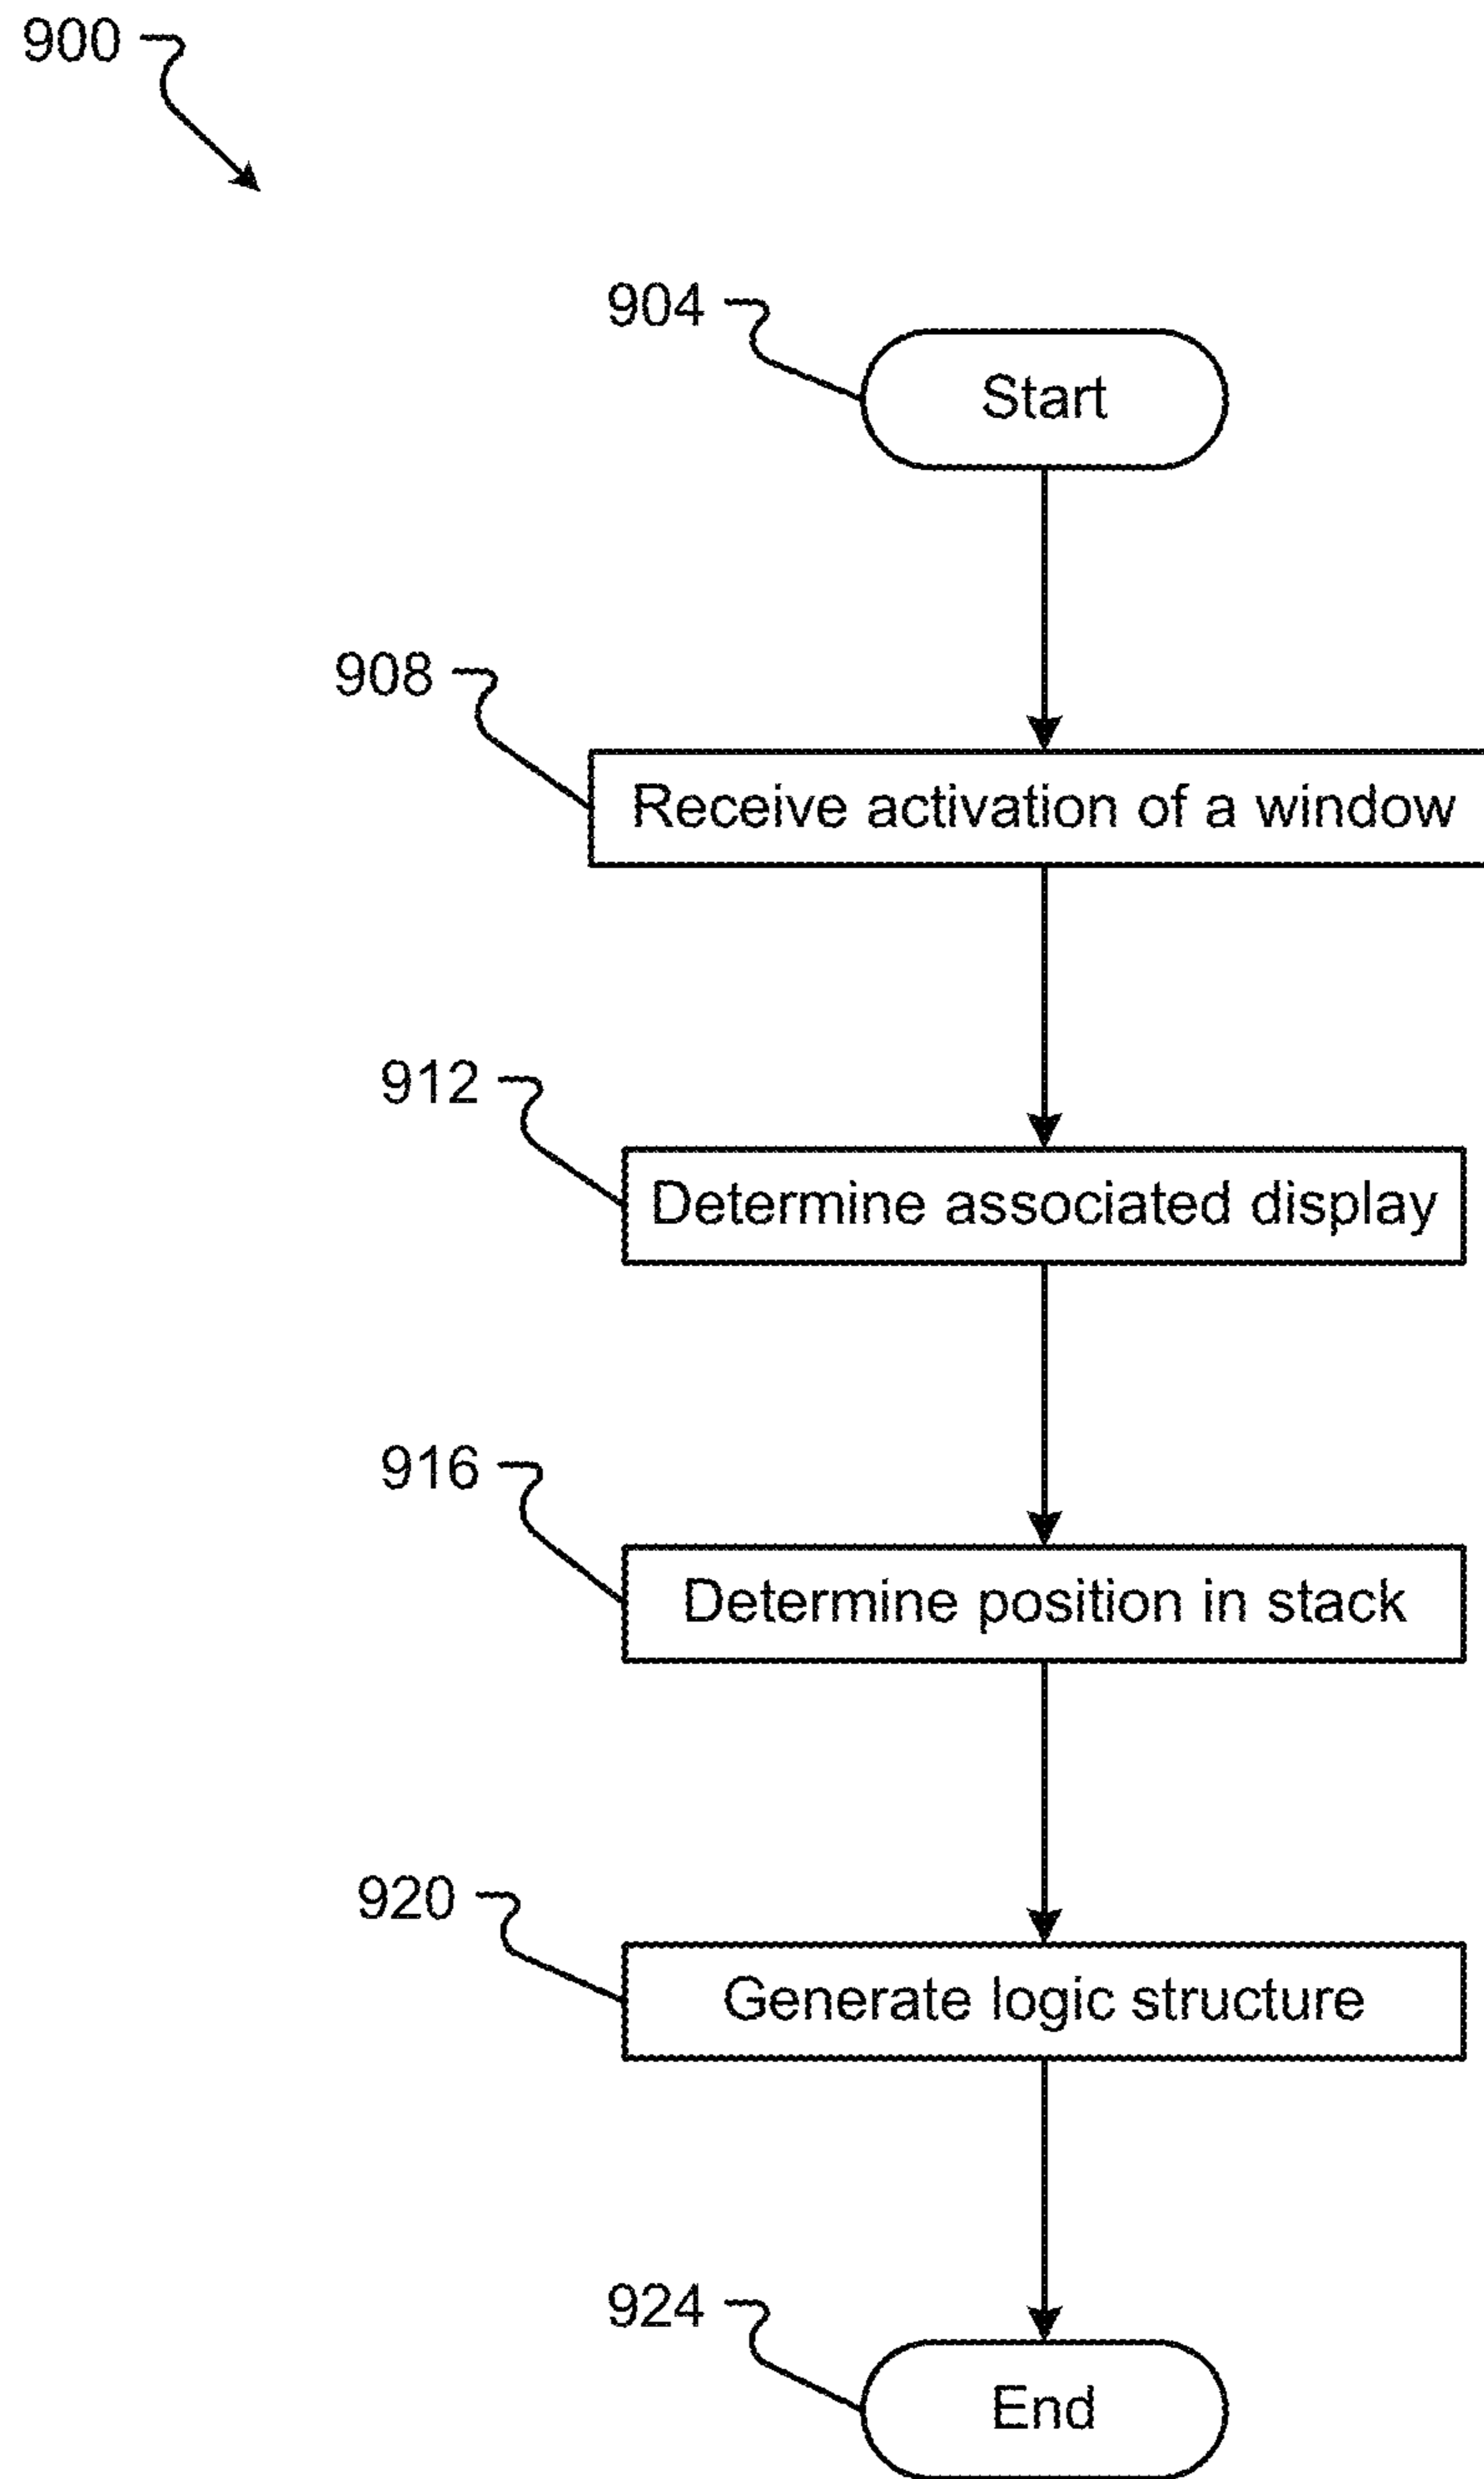 900
904
Start
908
Receive activation of a window
912
Determine associated display
916
Determine position in stack
920
Generate logic structure
924
End